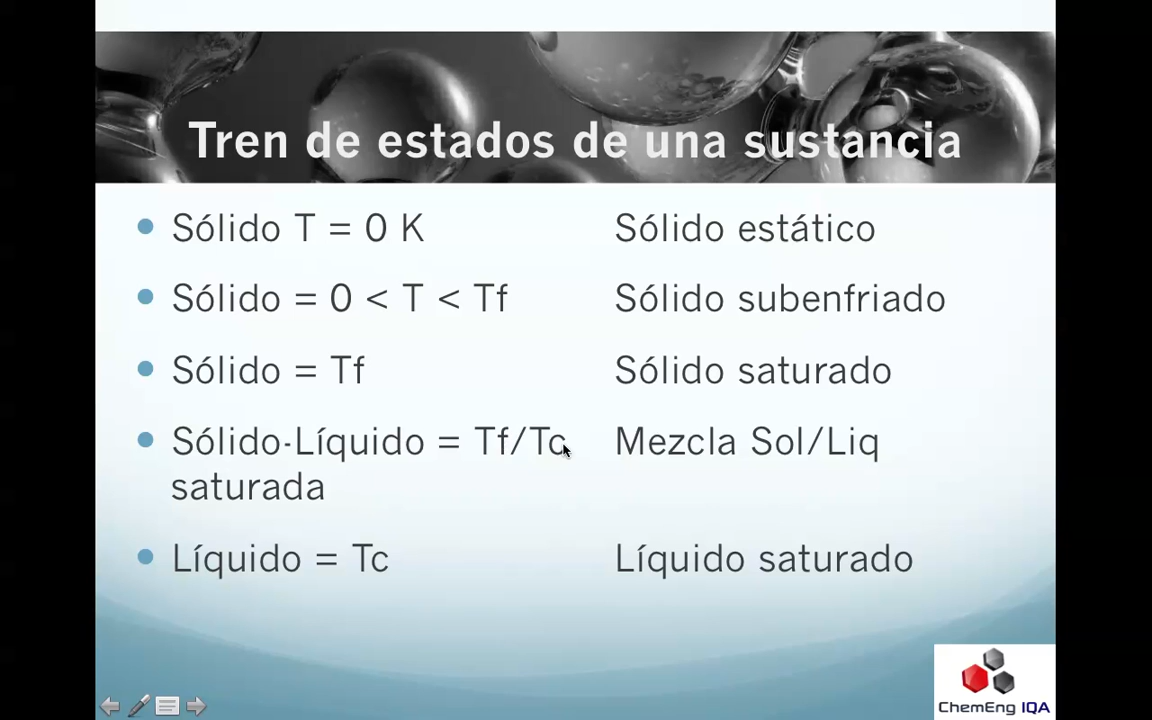 Tren de estados de una sustancia
Sólido T = 0 K Sólido estático
Sólido = 0 < T < Tf Sólido subenfriado
Sólido = Tf Sólido saturado
Sólido-Líquido = Tf/Tc Mezcla Sol/Liq
saturada
Líquido = Tc Líquido saturado
ChemEng IQA